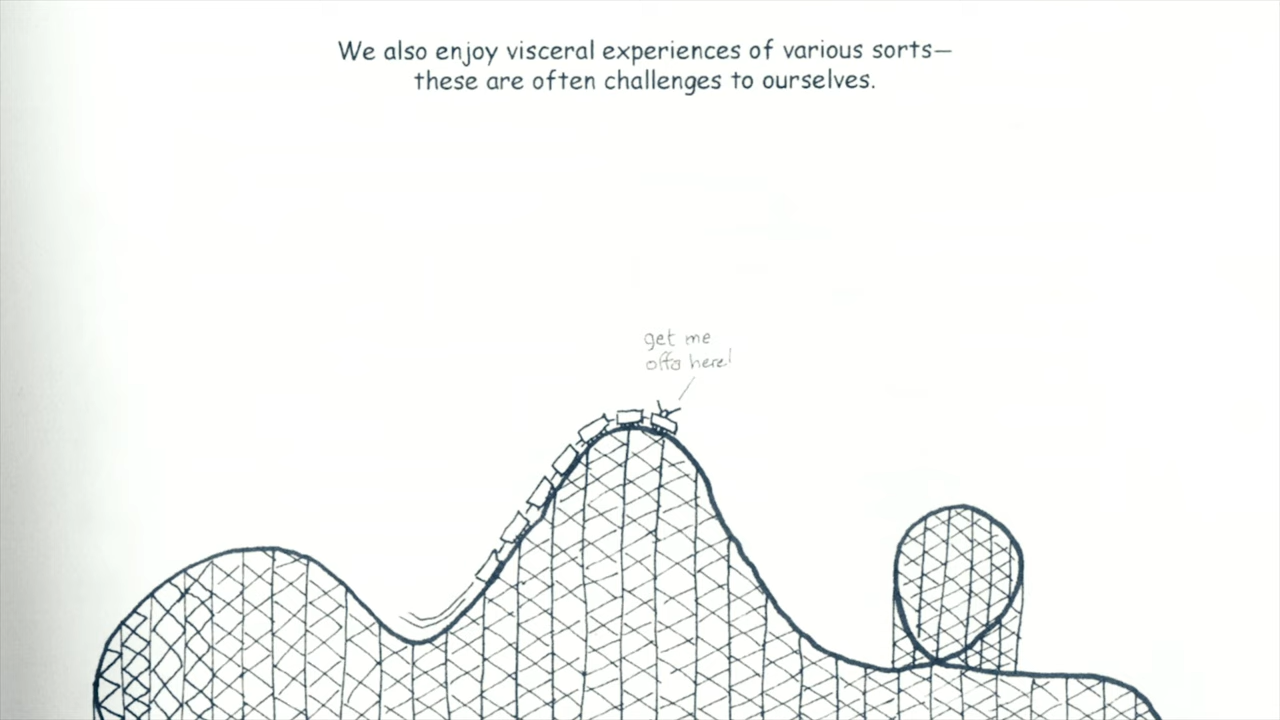 We also enjoy visceral experiences of various sorts—
these are often challenges to ourselves.
get me
offa here!